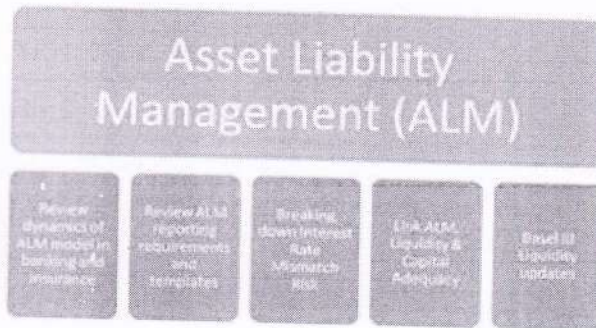 Asset Liability
Management (ALM)
Review
dynamics of
ALM model in
banking and
insurance
Review ALM
reporting
requirements
and
templates
Breaking
down Interest
Rate
Mismatch
Risk
Link ALM,
Liquidity &
Capital
Adequacy
Basel III
Liquidity
updates